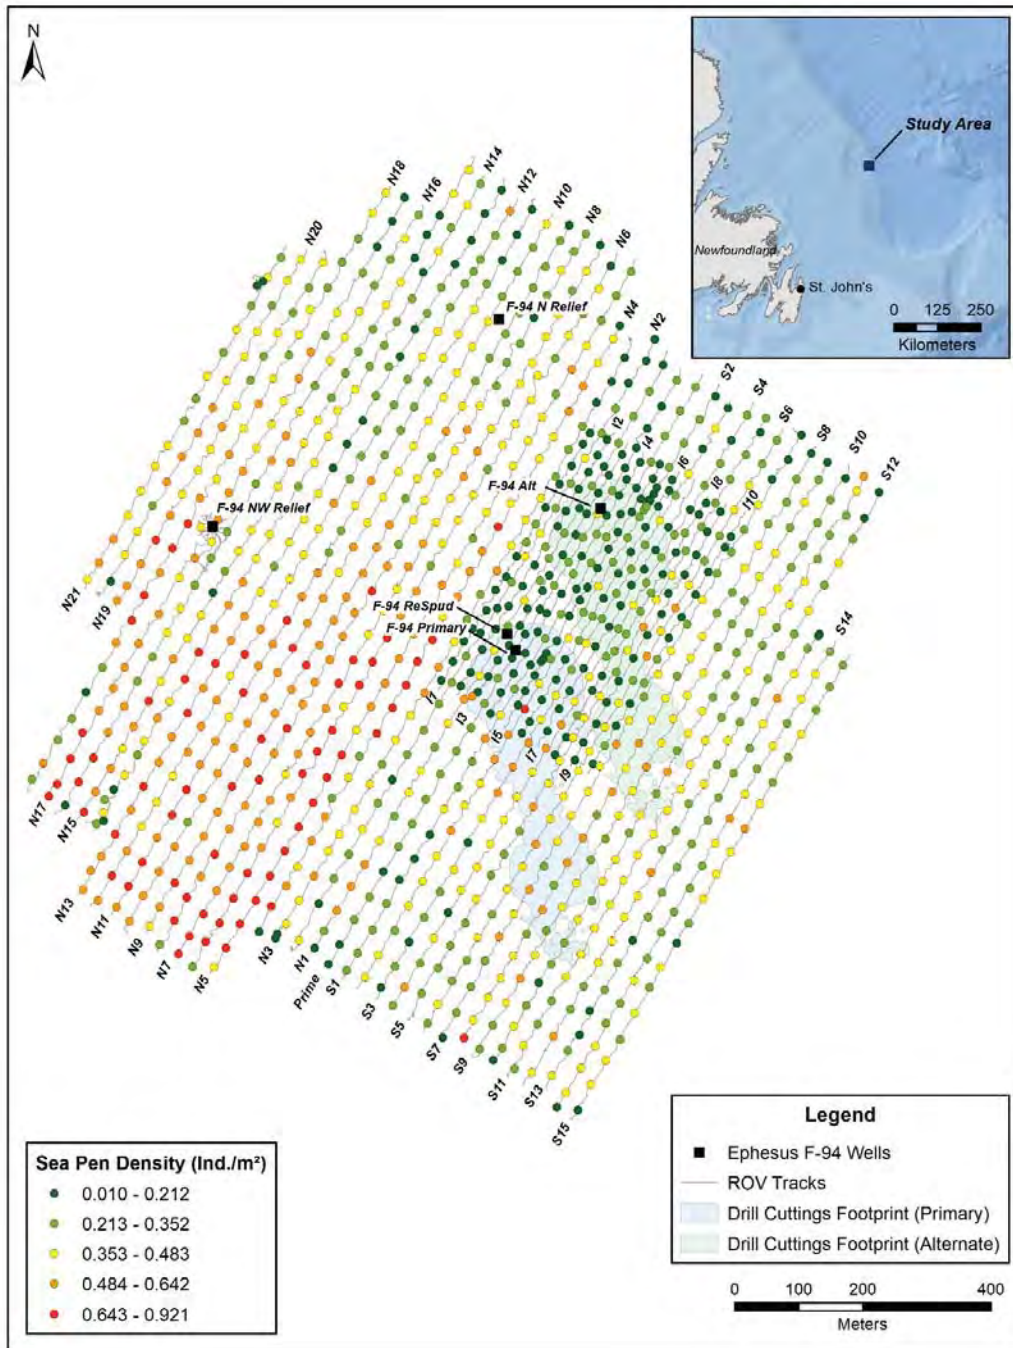 N
Study Area
Newfoundland
St. John's
0 125 250
Kilometers
N20
N18
N16
N14
N12
N10
N8
N6
N4
N2
S2
S4
S6
S8
S10
S12
S14
F-94 N Relief
I2
I4
I6
I8
I10
F-94 Alt
F-94 NW Relief
F-94 ReSpud
F-94 Primary
I1
I3
I5
I7
I9
N21
N19
N17
N15
N13
N11
N9
N7
N5
N3
N1
Prime
S1
S3
S5
S7
S9
S11
S13
S15
Sea Pen Density (Ind./m²)
0.010 - 0.212
0.213 - 0.352
0.353 - 0.483
0.484 - 0.642
0.643 - 0.921
Legend
Ephesus F-94 Wells
ROV Tracks
Drill Cuttings Footprint (Primary)
Drill Cuttings Footprint (Alternate)
0 100 200 400
Meters